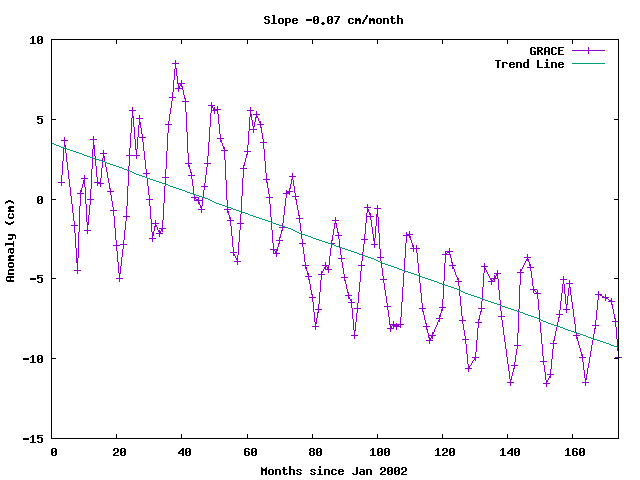 Slope -0.07 cm/month
GRACE
Trend Line
10
5
0
-5
-10
-15
Anomaly (cm)
0 20 40 60 80 100 120 140 160
Months since Jan 2002